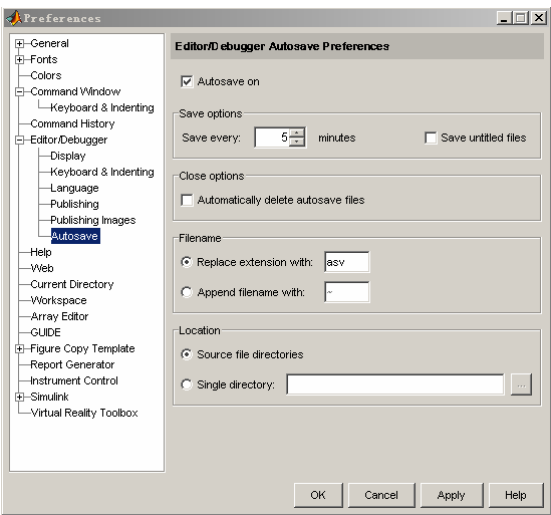 Preferences
General
Fonts
Colors
Command Window
Keyboard & Indenting
Command History
Editor/Debugger
Display
Keyboard & Indenting
Language
Publishing
Publishing Images
Autosave
Help
Web
Current Directory
Workspace
Array Editor
GUIDE
Figure Copy Template
Report Generator
Instrument Control
Simulink
Virtual Reality Toolbox
Editor/Debugger Autosave Preferences
Autosave on
Save options
Save every: 5 minutes Save untitled files
Close options
Automatically delete autosave files
Filename
Replace extension with: asv
Append filename with: ~
Location
Source file directories
Single directory: ...
OK Cancel Apply Help